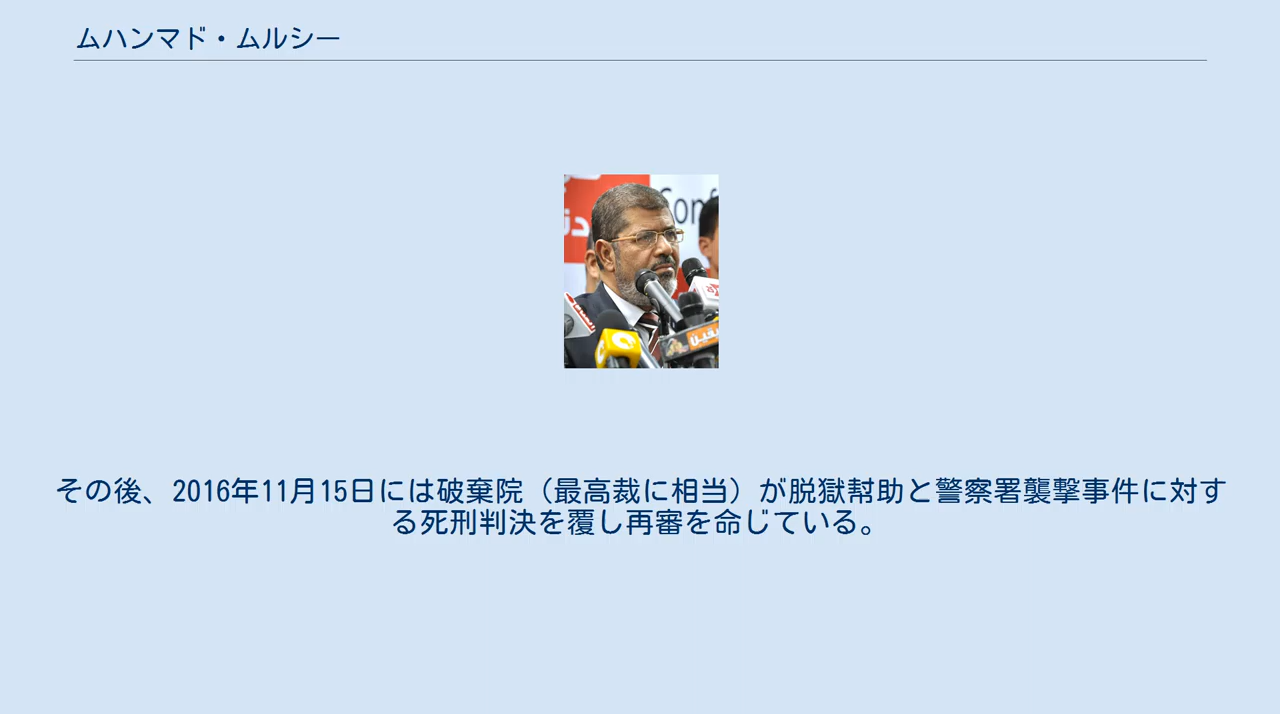 ムハンマド・ムルシー
Conf
その後、2016年11月15日には破棄院（最高裁に相当）が脱獄幇助と警察署襲撃事件に対す
る死刑判決を覆し再審を命じている。